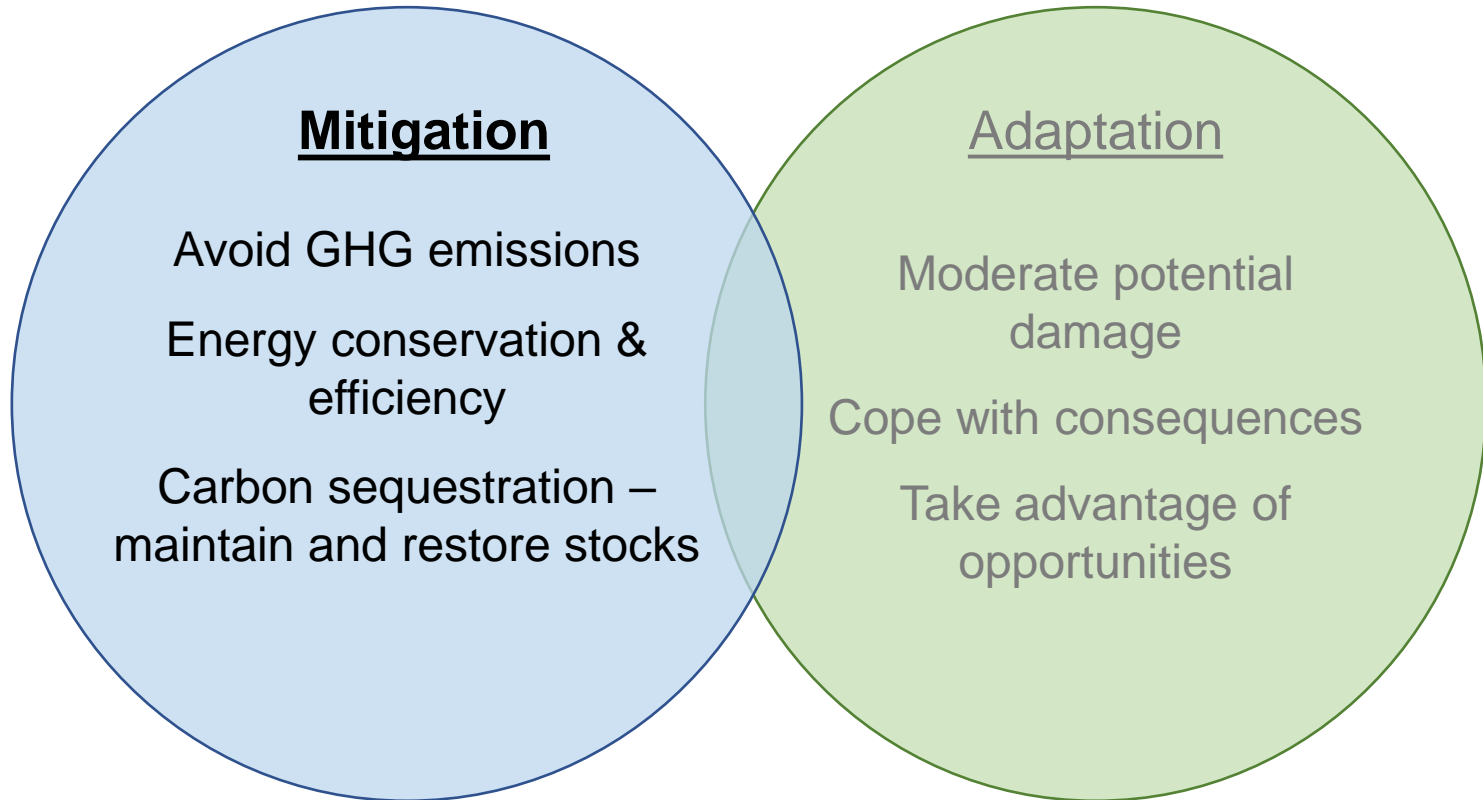 Mitigation
Avoid GHG emissions
Energy conservation &
efficiency
Carbon sequestration –
maintain and restore stocks
Adaptation
Moderate potential
damage
Cope with consequences
Take advantage of
opportunities